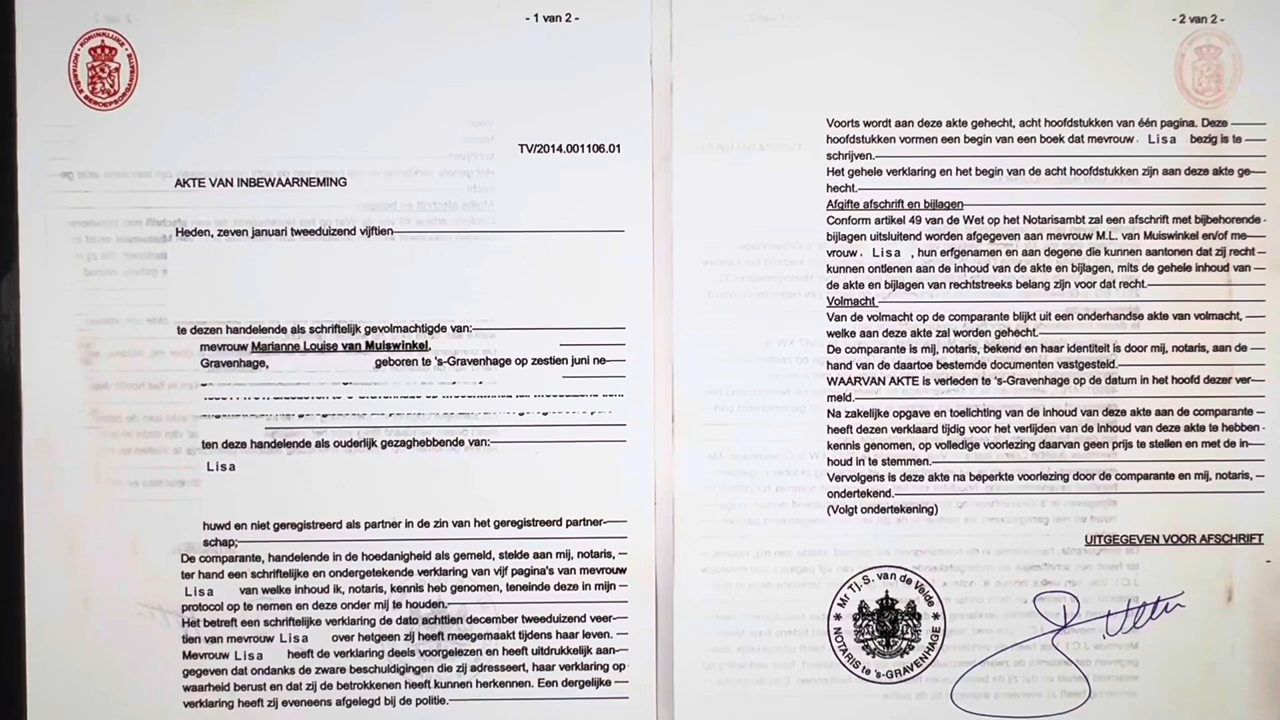 - 1 van 2 -
KONINKLIJKE NOTARIËLE BEROEPSORGANISATIE
TV/2014.001106.01
AKTE VAN INBEWAARNEMING
Heden, zeven januari tweeduizend vijftien
te dezen handelende als schriftelijk gevolmachtigde van:
mevrouw Marianne Louise van Muiswinkel,
Gravenhage, geboren te 's-Gravenhage op zestien juni ne-
ten deze handelende als ouderlijk gezaghebbende van:
Lisa
huwd en niet geregistreerd als partner in de zin van het geregistreerd partner-
schap;
De comparante, handelende in de hoedanigheid als gemeld, stelde aan mij, notaris,
ter hand een schriftelijke en ondergetekende verklaring van vijf pagina's van mevrouw
Lisa van welke inhoud ik, notaris, kennis heb genomen, teneinde deze in mijn
protocol op te nemen en deze onder mij te houden.
Het betreft een schriftelijke verklaring de dato achttien december tweeduizend veer-
tien van mevrouw Lisa over hetgeen zij heeft meegemaakt tijdens haar leven.
Mevrouw Lisa heeft de verklaring deels voorgelezen en heeft uitdrukkelijk aan-
gegeven dat ondanks de zware beschuldigingen die zij adresseert, haar verklaring op
waarheid berust en dat zij de betrokkenen heeft kunnen herkennen. Een dergelijke
verklaring heeft zij eveneens afgelegd bij de politie.
- 2 van 2 -
Voorts wordt aan deze akte gehecht, acht hoofdstukken van één pagina. Deze
hoofdstukken vormen een begin van een boek dat mevrouw. Lisa bezig is te
schrijven.
Het gehele verklaring en het begin van de acht hoofdstukken zijn aan deze akte ge-
hecht.
Afgifte afschrift en bijlagen
Conform artikel 49 van de Wet op het Notarisambt zal een afschrift met bijbehorende
bijlagen uitsluitend worden afgegeven aan mevrouw M.L. van Muiswinkel en/of me-
vrouw. Lisa , hun erfgenamen en aan degene die kunnen aantonen dat zij recht
kunnen ontlenen aan de inhoud van de akte en bijlagen, mits de gehele inhoud van
de akte en bijlagen van rechtstreeks belang zijn voor dat recht.
Volmacht
Van de volmacht op de comparante blijkt uit een onderhandse akte van volmacht,
welke aan deze akte zal worden gehecht.
De comparante is mij, notaris, bekend en haar identiteit is door mij, notaris, aan de
hand van de daartoe bestemde documenten vastgesteld.
WAARVAN AKTE is verleden te 's-Gravenhage op de datum in het hoofd dezer ver-
meld.
Na zakelijke opgave en toelichting van de inhoud van deze akte aan de comparante
heeft dezen verklaard tijdig voor het verlijden van de inhoud van deze akte te hebben
kennis genomen, op volledige voorlezing daarvan geen prijs te stellen en met de in-
houd in te stemmen.
Vervolgens is deze akte na beperkte voorlezing door de comparante en mij, notaris,
ondertekend.
(Volgt ondertekening)
UITGEGEVEN VOOR AFSCHRIFT
Mr Tj. S. van de Velde
NOTARIS te 's-GRAVENHAGE